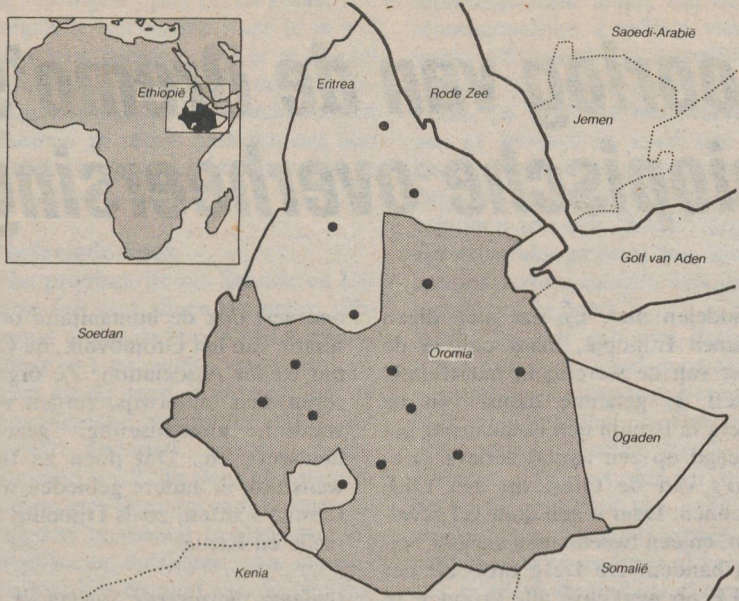 Saoedi-Arabië
Ethiopië
Eritrea
Rode Zee
Jemen
Golf van Aden
Soedan
Oromia
Ogaden
Kenia
Somalië